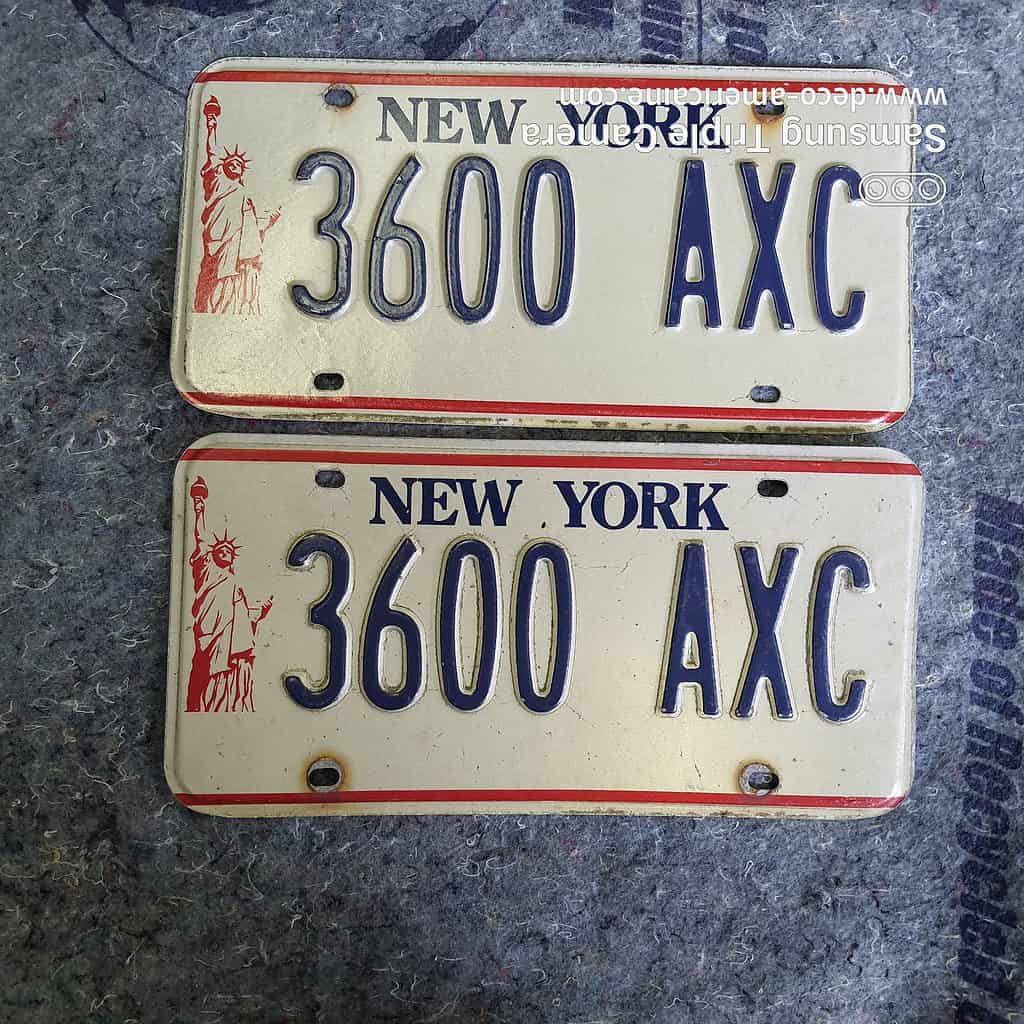 NEW YORK
3600 AXC
www.deco-americaine.com
Samsung Triple Camera
NEW YORK
3600 AXC